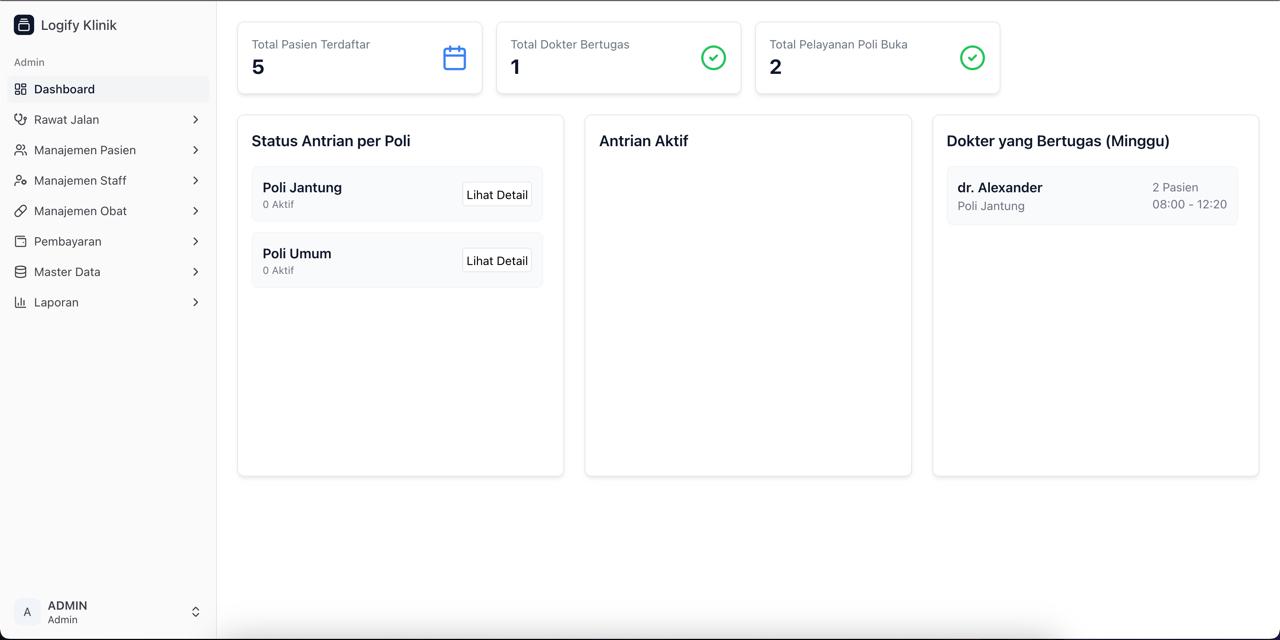 Logify Klinik
Admin
Dashboard
Rawat Jalan
Manajemen Pasien
Manajemen Staff
Manajemen Obat
Pembayaran
Master Data
Laporan
A
ADMIN
Admin
Total Pasien Terdaftar
5
Total Dokter Bertugas
1
Total Pelayanan Poli Buka
2
Status Antrian per Poli
Poli Jantung
0 Aktif
Lihat Detail
Poli Umum
0 Aktif
Lihat Detail
Antrian Aktif
Dokter yang Bertugas (Minggu)
dr. Alexander
Poli Jantung
2 Pasien
08:00 - 12:20